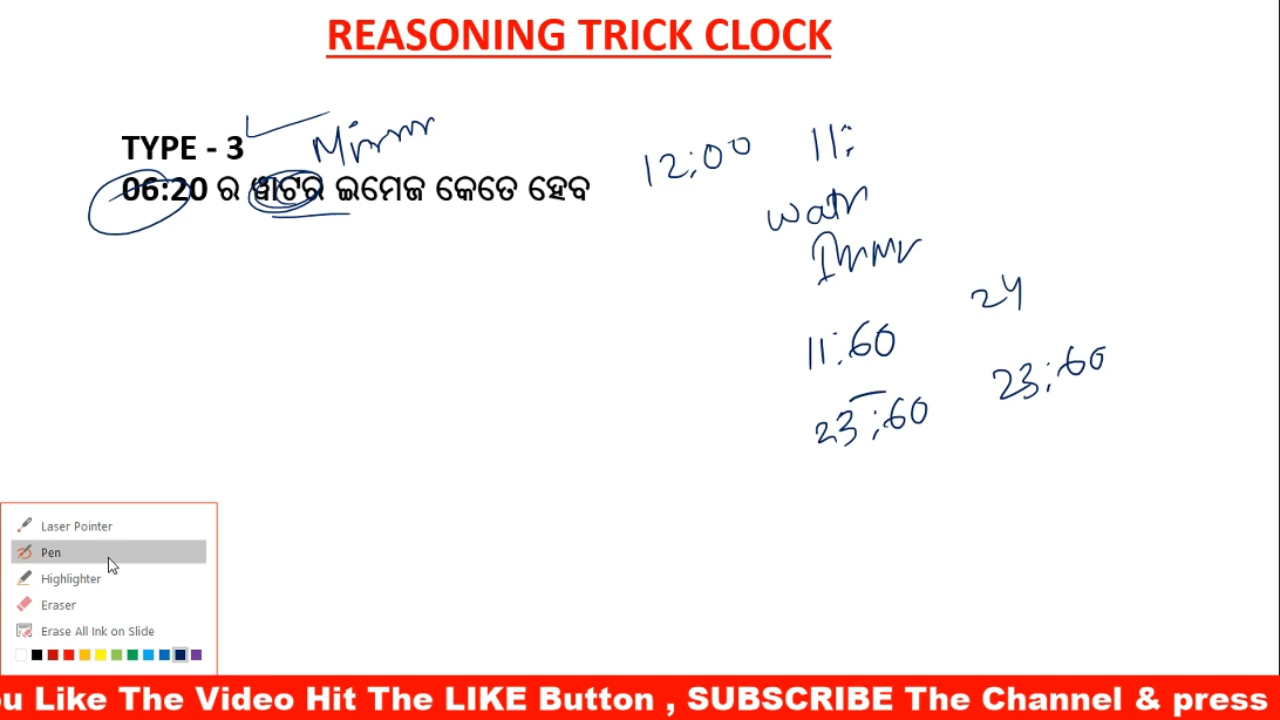 REASONING TRICK CLOCK
TYPE - 3
Mirror
06:20 ର ୱାଟର ଇମେଜ କେତେ ହେବ
12:00
11:
Water
11:60
23:60
24
23:60
Laser Pointer
Pen
Highlighter
Eraser
Erase All Ink on Slide
ou Like The Video Hit The LIKE Button , SUBSCRIBE The Channel & press